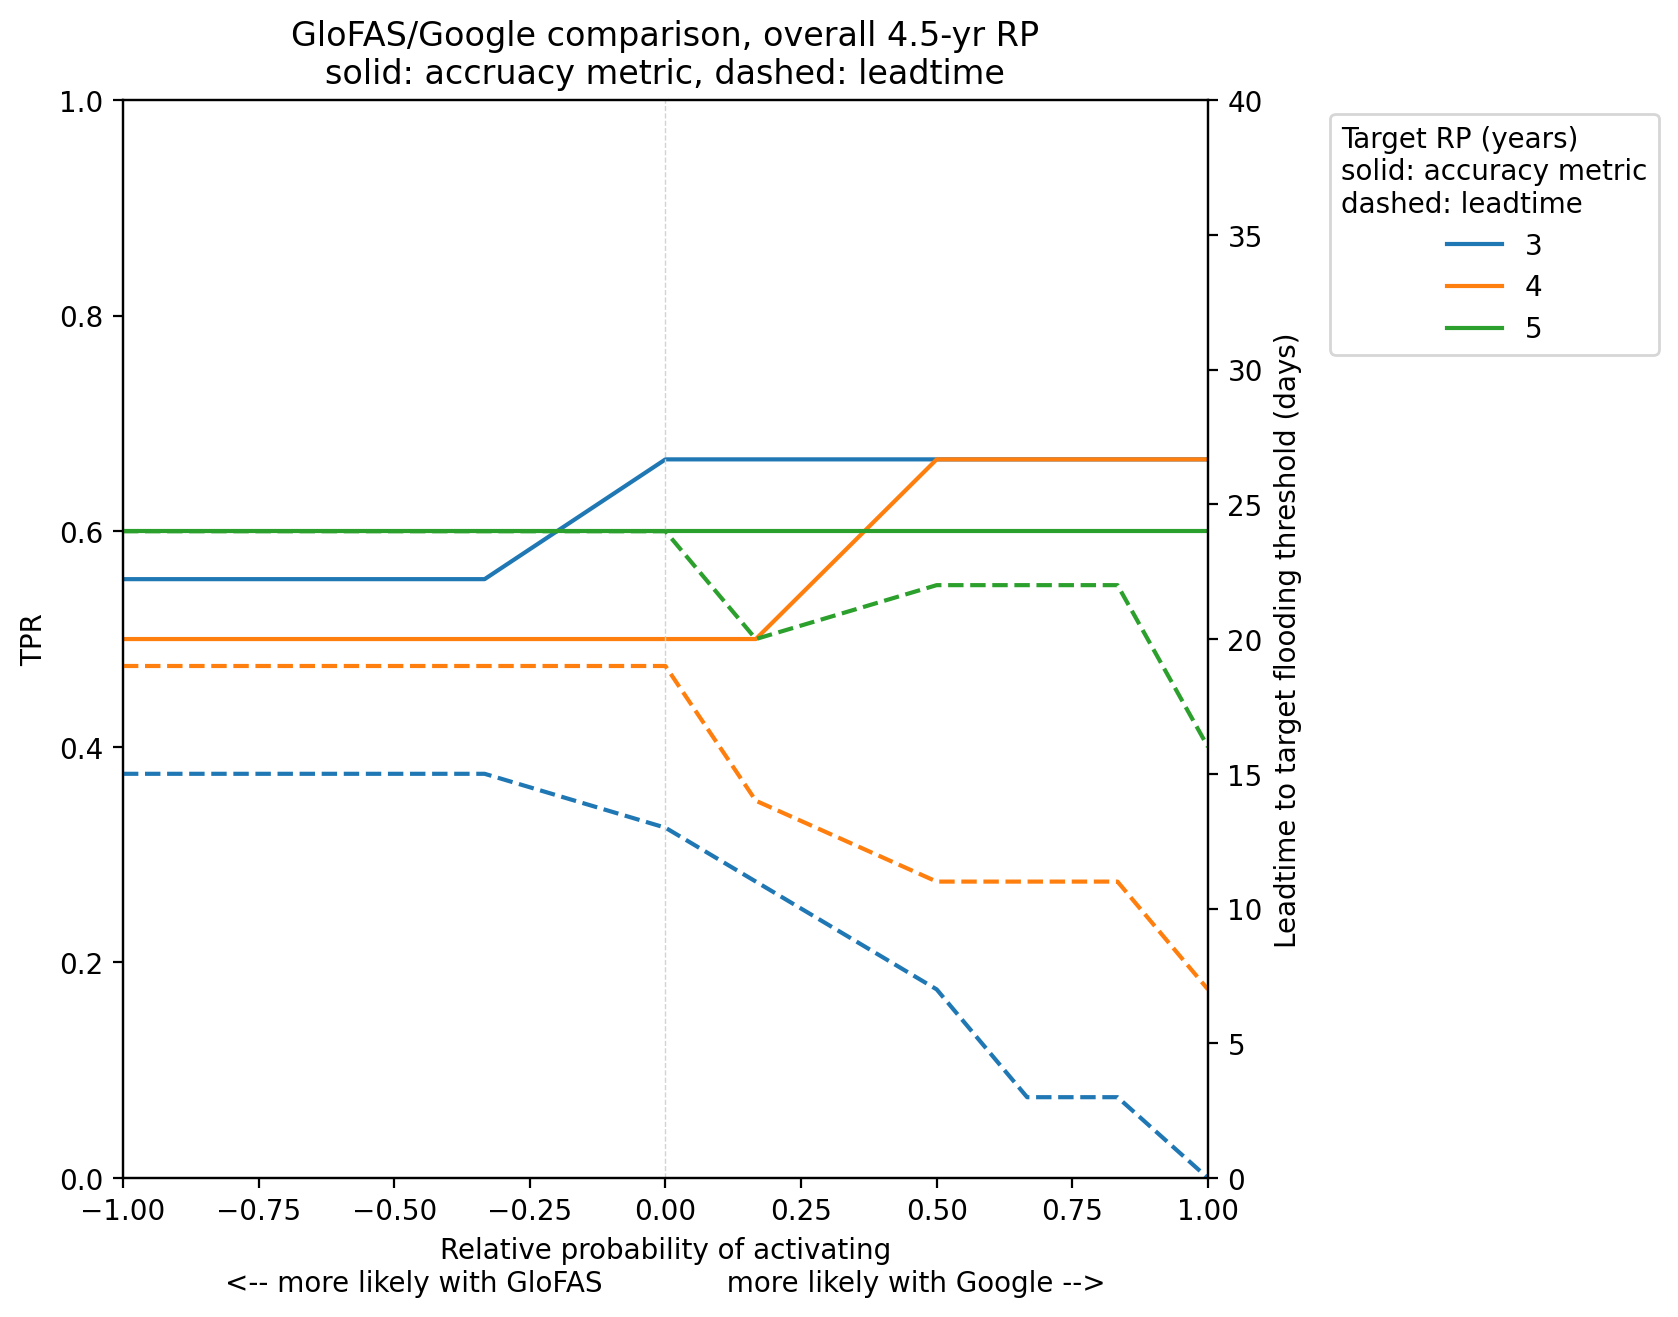 GloFAS/Google comparison, overall 4.5-yr RP
solid: accruacy metric, dashed: leadtime
1.0
0.8
0.6
0.4
0.2
0.0
TPR
40
35
30
25
20
15
10
5
0
Leadtime to target flooding threshold (days)
Target RP (years)
solid: accuracy metric
dashed: leadtime
3
4
5
−1.00 −0.75 −0.50 −0.25 0.00 0.25 0.50 0.75 1.00
Relative probability of activating
<-- more likely with GloFAS more likely with Google -->